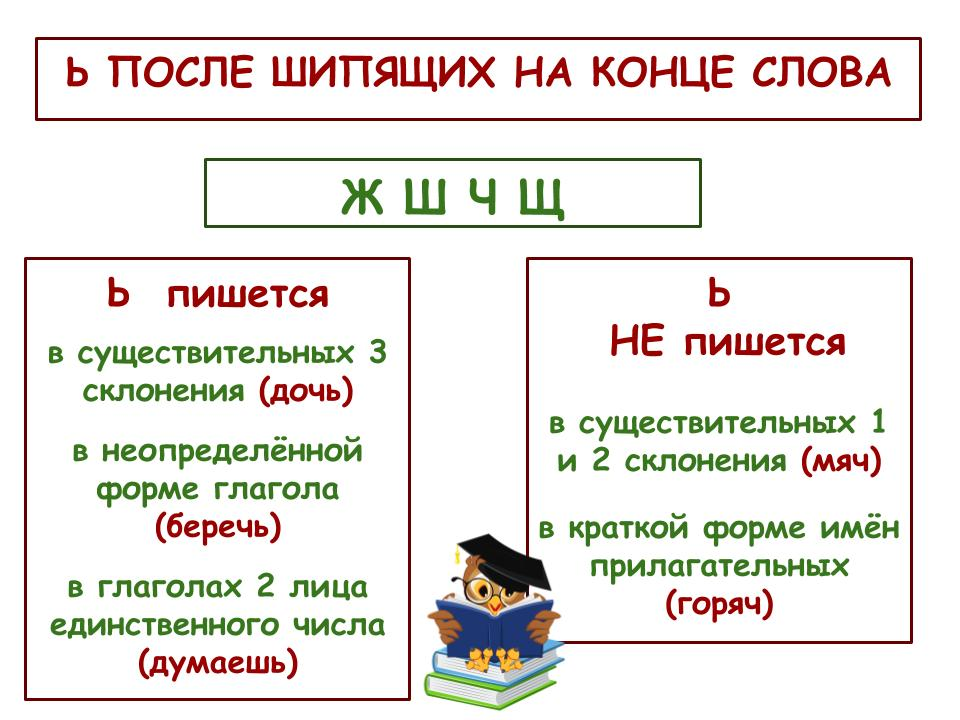 Ь ПОСЛЕ ШИПЯЩИХ НА КОНЦЕ СЛОВА
Ж Ш Ч Щ
Ь пишется
в существительных 3
склонения (дочь)
в неопределённой
форме глагола
(беречь)
в глаголах 2 лица
единственного числа
(думаешь)
Ь
НЕ пишется
в существительных 1
и 2 склонения (мяч)
в краткой форме имён
прилагательных
(горяч)